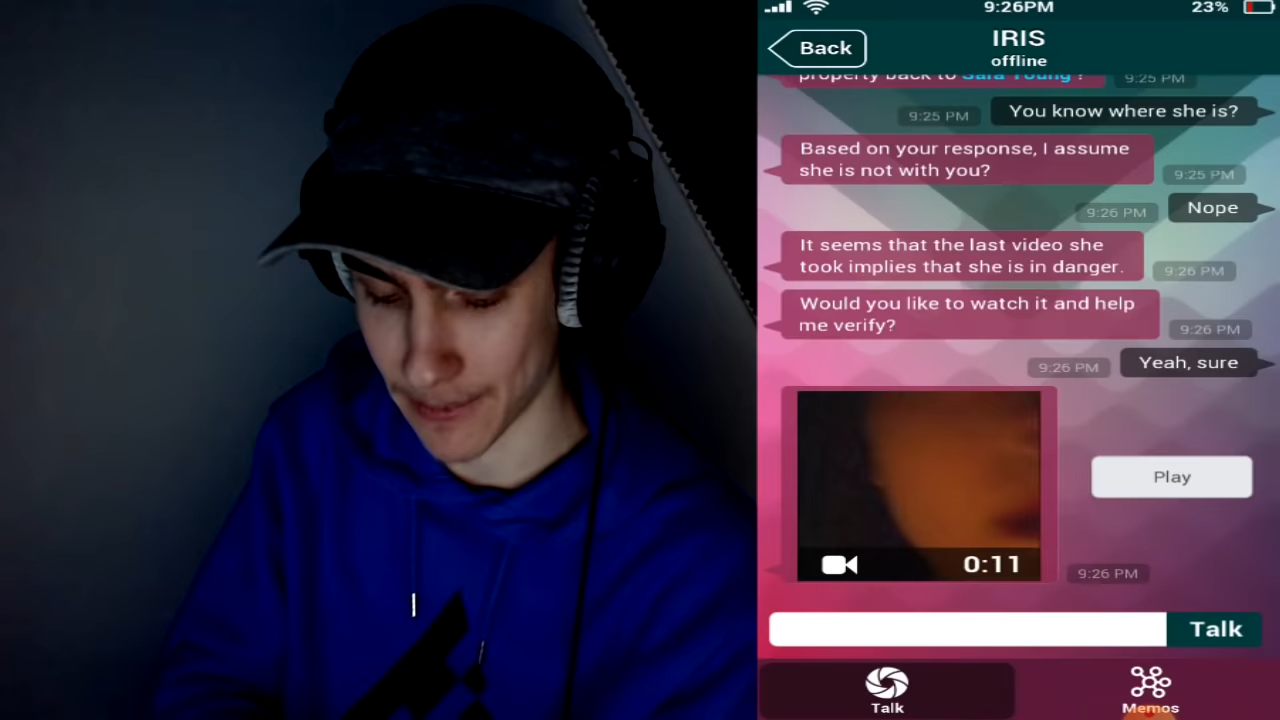 9:26PM
23%
Back
IRIS
offline
property back to Sara Young ?
9:25 PM
You know where she is?
9:25 PM
Based on your response, I assume
she is not with you?
9:25 PM
Nope
9:26 PM
It seems that the last video she
took implies that she is in danger.
9:26 PM
Would you like to watch it and help
me verify?
9:26 PM
Yeah, sure
9:26 PM
Play
0:11
9:26 PM
Talk
Talk
Memos